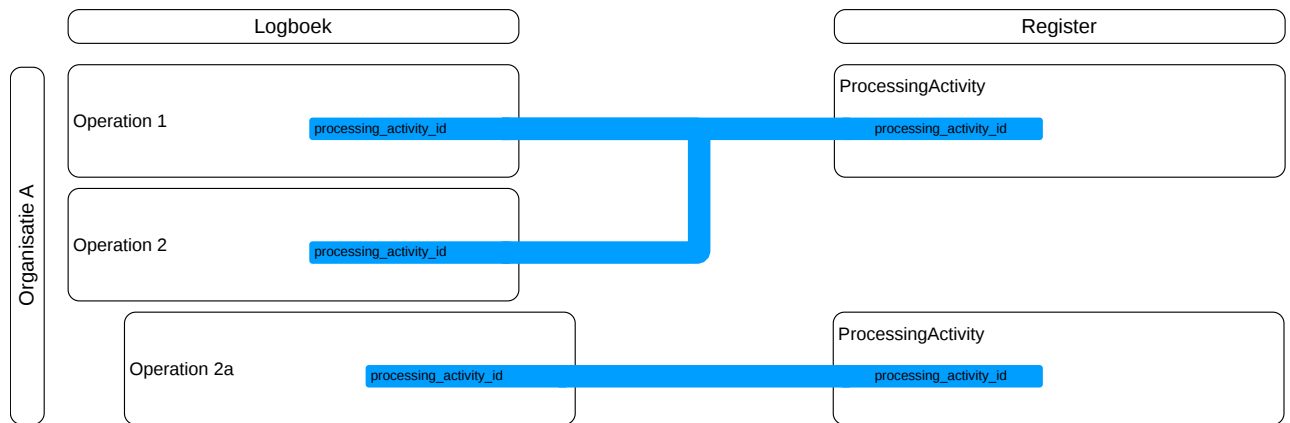 Logboek
Register
Organisatie A
ProcessingActivity
Operation 1
processing_activity_id
processing_activity_id
Operation 2
processing_activity_id
ProcessingActivity
Operation 2a
processing_activity_id
processing_activity_id